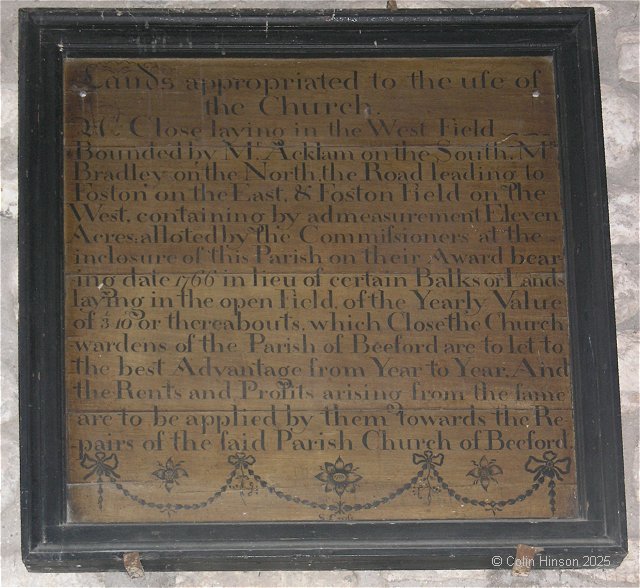 Lands appropriated to the use of
the Church.
A Close laying in the West Field
Bounded by Mr. Acklam on the South, Mr
Bradley on the North, the Road leading to
Foston on the East, & Foston Field on the
West, containing by admeasurement Eleven
Acres: alloted by the Commissioners at the
inclosure of this Parish on their Award bear
ing date 1766 in lieu of certain Balks or Lands
laying in the open Field, of the Yearly Value
of £3 10s or thereabouts, which Close the Church
wardens of the Parish of Beeford are to let to
the best Advantage from Year to Year, And
the Rents and Profits arising from the same
are to be applied by them towards the Re
pairs of the said Parish Church of Beeford.
© Colin Hinson 2025